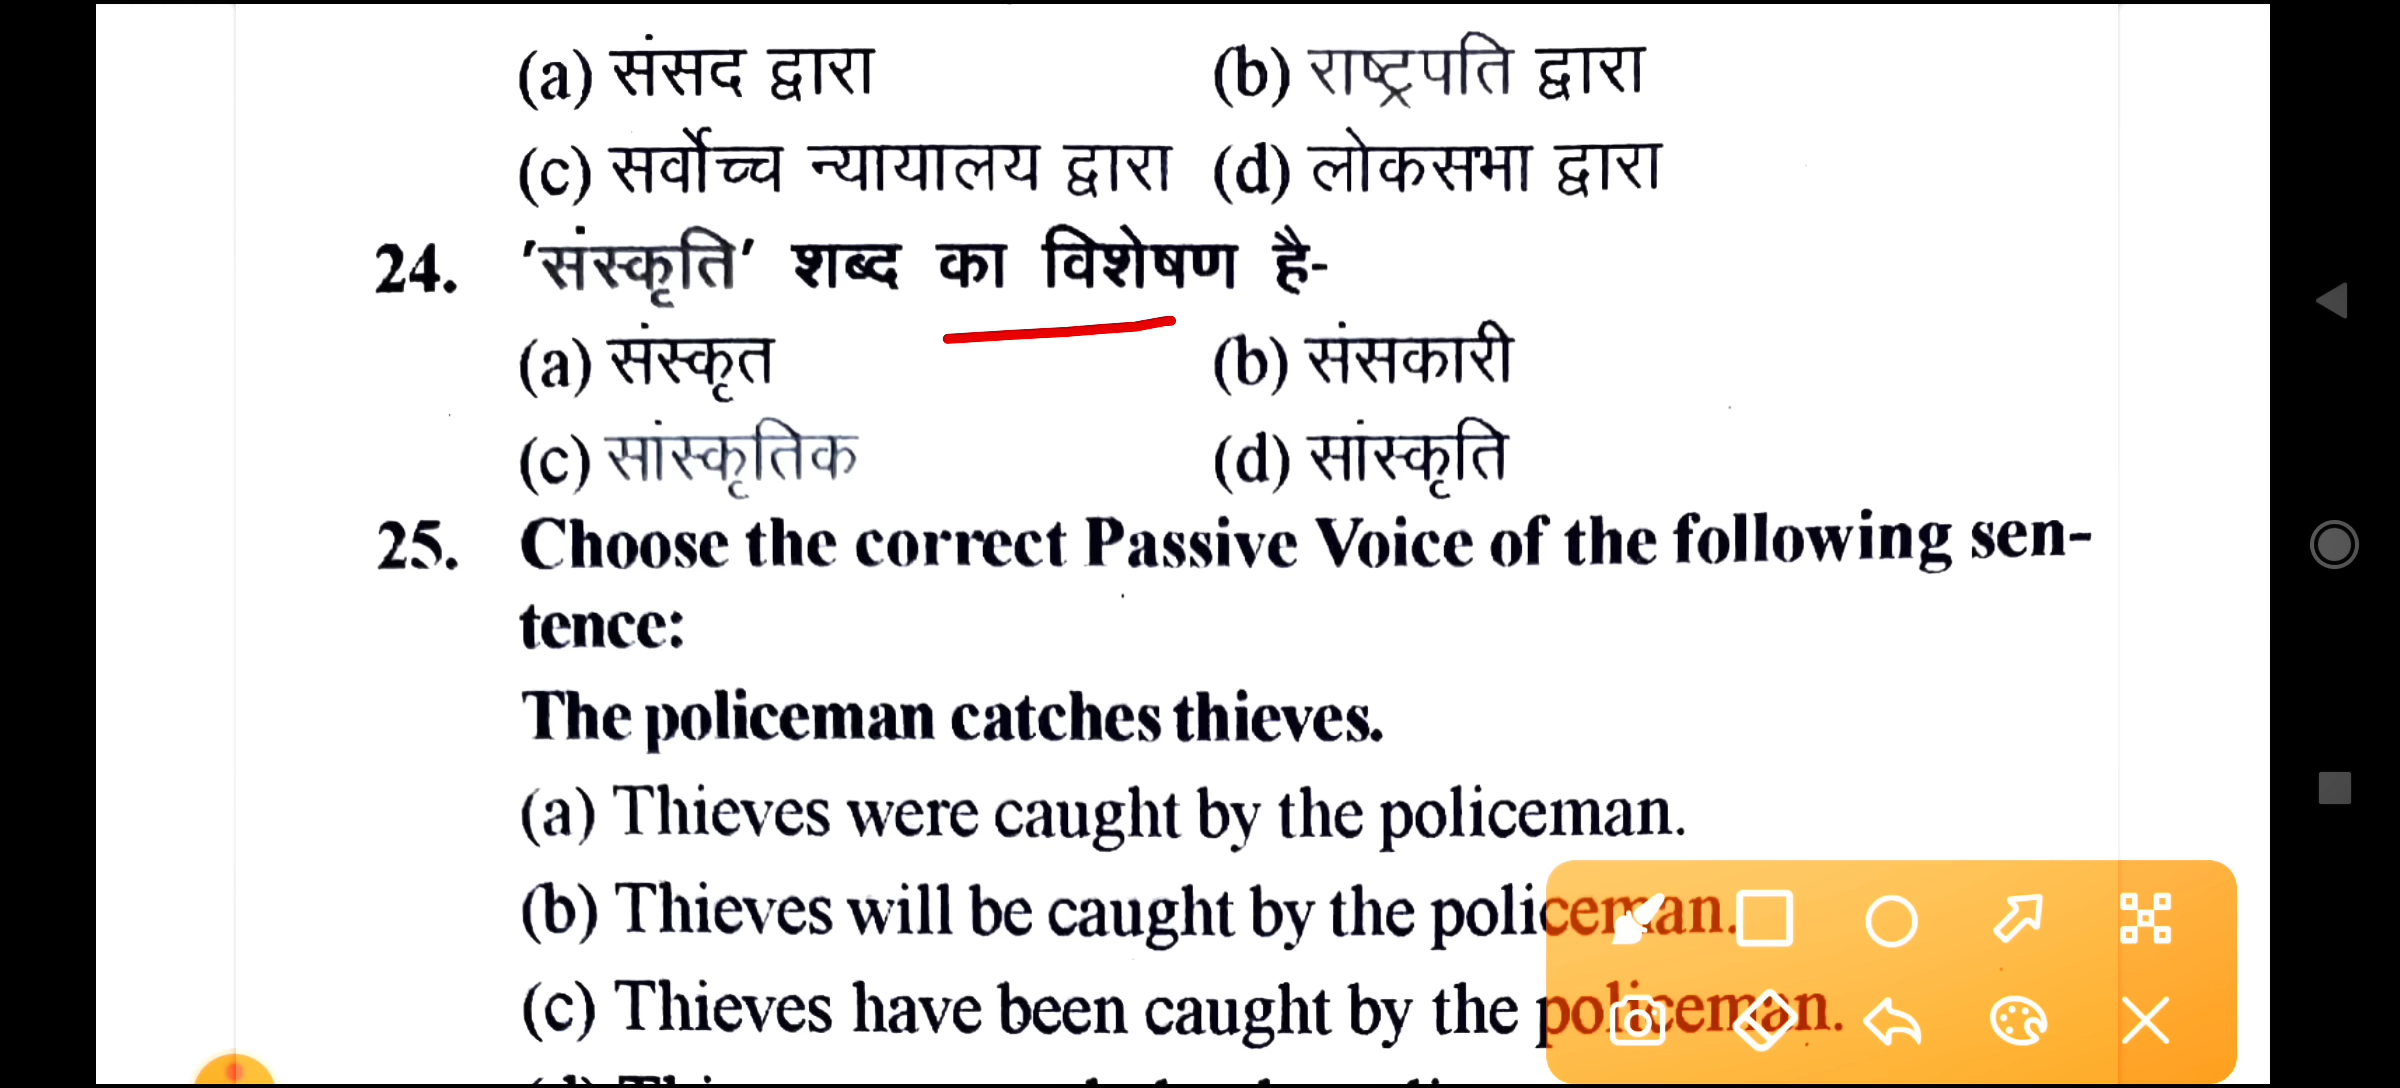 (a) संसद द्वारा (b) राष्ट्रपति द्वारा
(c) सर्वोच्च न्यायालय द्वारा (d) लोकसभा द्वारा
24. 'संस्कृति' शब्द का विशेषण है-
(a) संस्कृत (b) संसकारी
(c) सांस्कृतिक (d) सांस्कृति
25. Choose the correct Passive Voice of the following sen-
tence:
The policeman catches thieves.
(a) Thieves were caught by the policeman.
(b) Thieves will be caught by the policeman.
(c) Thieves have been caught by the policeman.